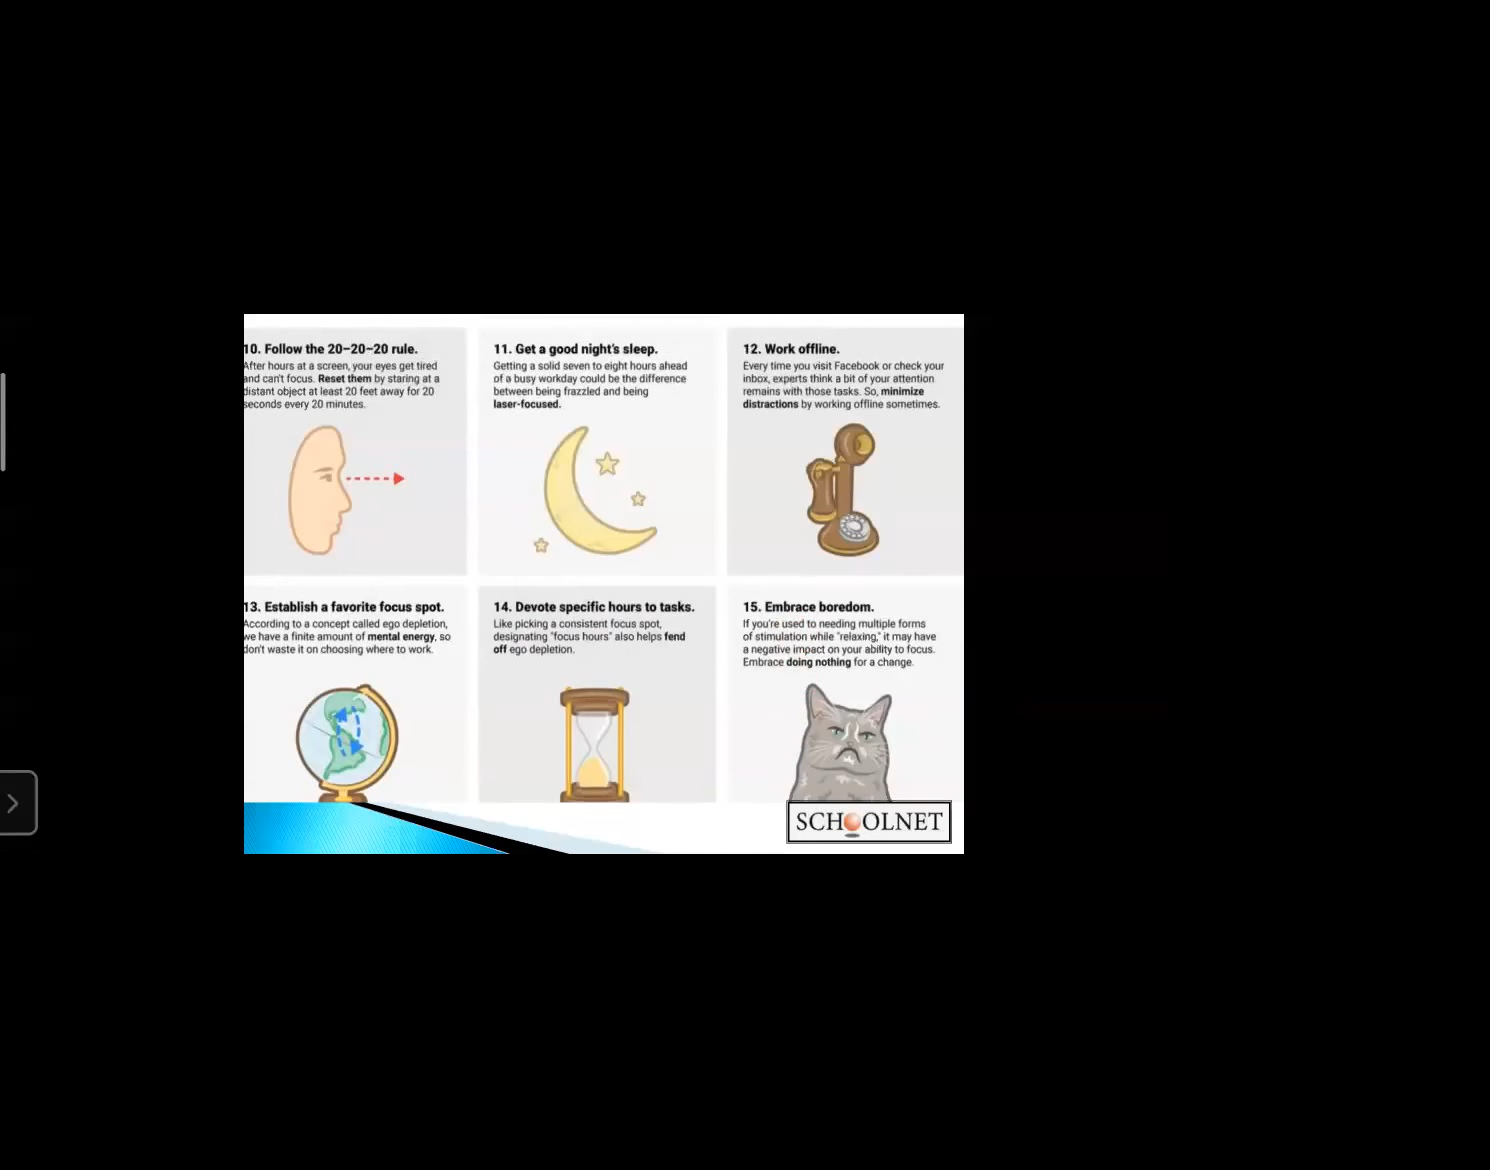 10. Follow the 20-20-20 rule.
After hours at a screen, your eyes get tired
and can't focus. Reset them by staring at a
distant object at least 20 feet away for 20
seconds every 20 minutes.
11. Get a good night's sleep.
Getting a solid seven to eight hours ahead
of a busy workday could be the difference
between being frazzled and being
laser-focused.
12. Work offline.
Every time you visit Facebook or check your
inbox, experts think a bit of your attention
remains with those tasks. So, minimize
distractions by working offline sometimes.
13. Establish a favorite focus spot.
According to a concept called ego depletion,
we have a finite amount of mental energy, so
don't waste it on choosing where to work.
14. Devote specific hours to tasks.
Like picking a consistent focus spot,
designating "focus hours" also helps fend
off ego depletion.
15. Embrace boredom.
If you're used to needing multiple forms
of stimulation while "relaxing," it may have
a negative impact on your ability to focus.
Embrace doing nothing for a change.
SCHOOLNET